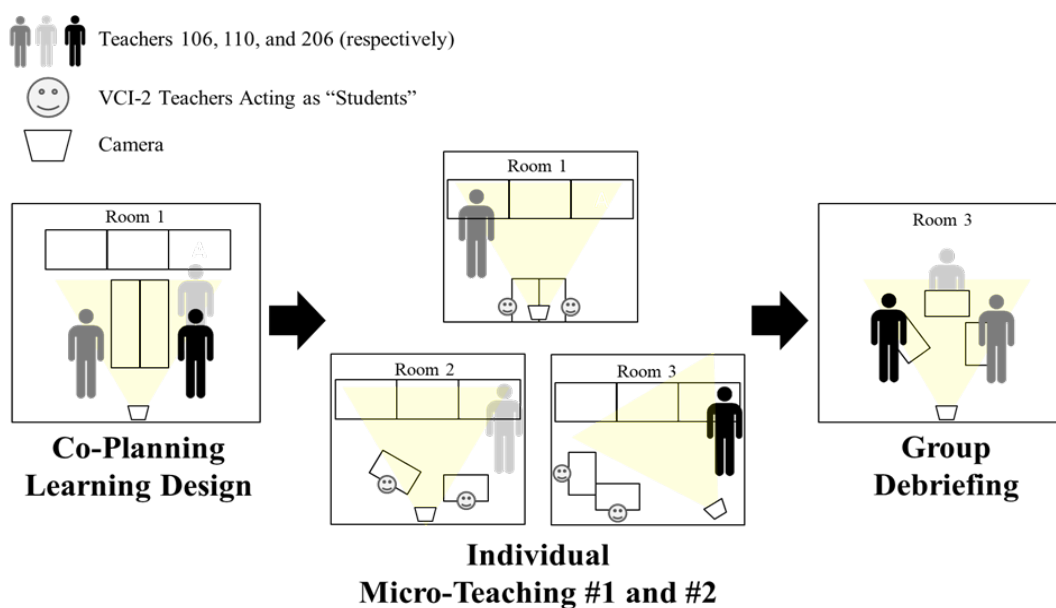 Teachers 106, 110, and 206 (respectively)
VCI-2 Teachers Acting as “Students”
Camera
Room 1
Co-Planning
Learning Design
Room 1
Room 2
Room 3
Individual
Micro-Teaching #1 and #2
Room 3
Group
Debriefing